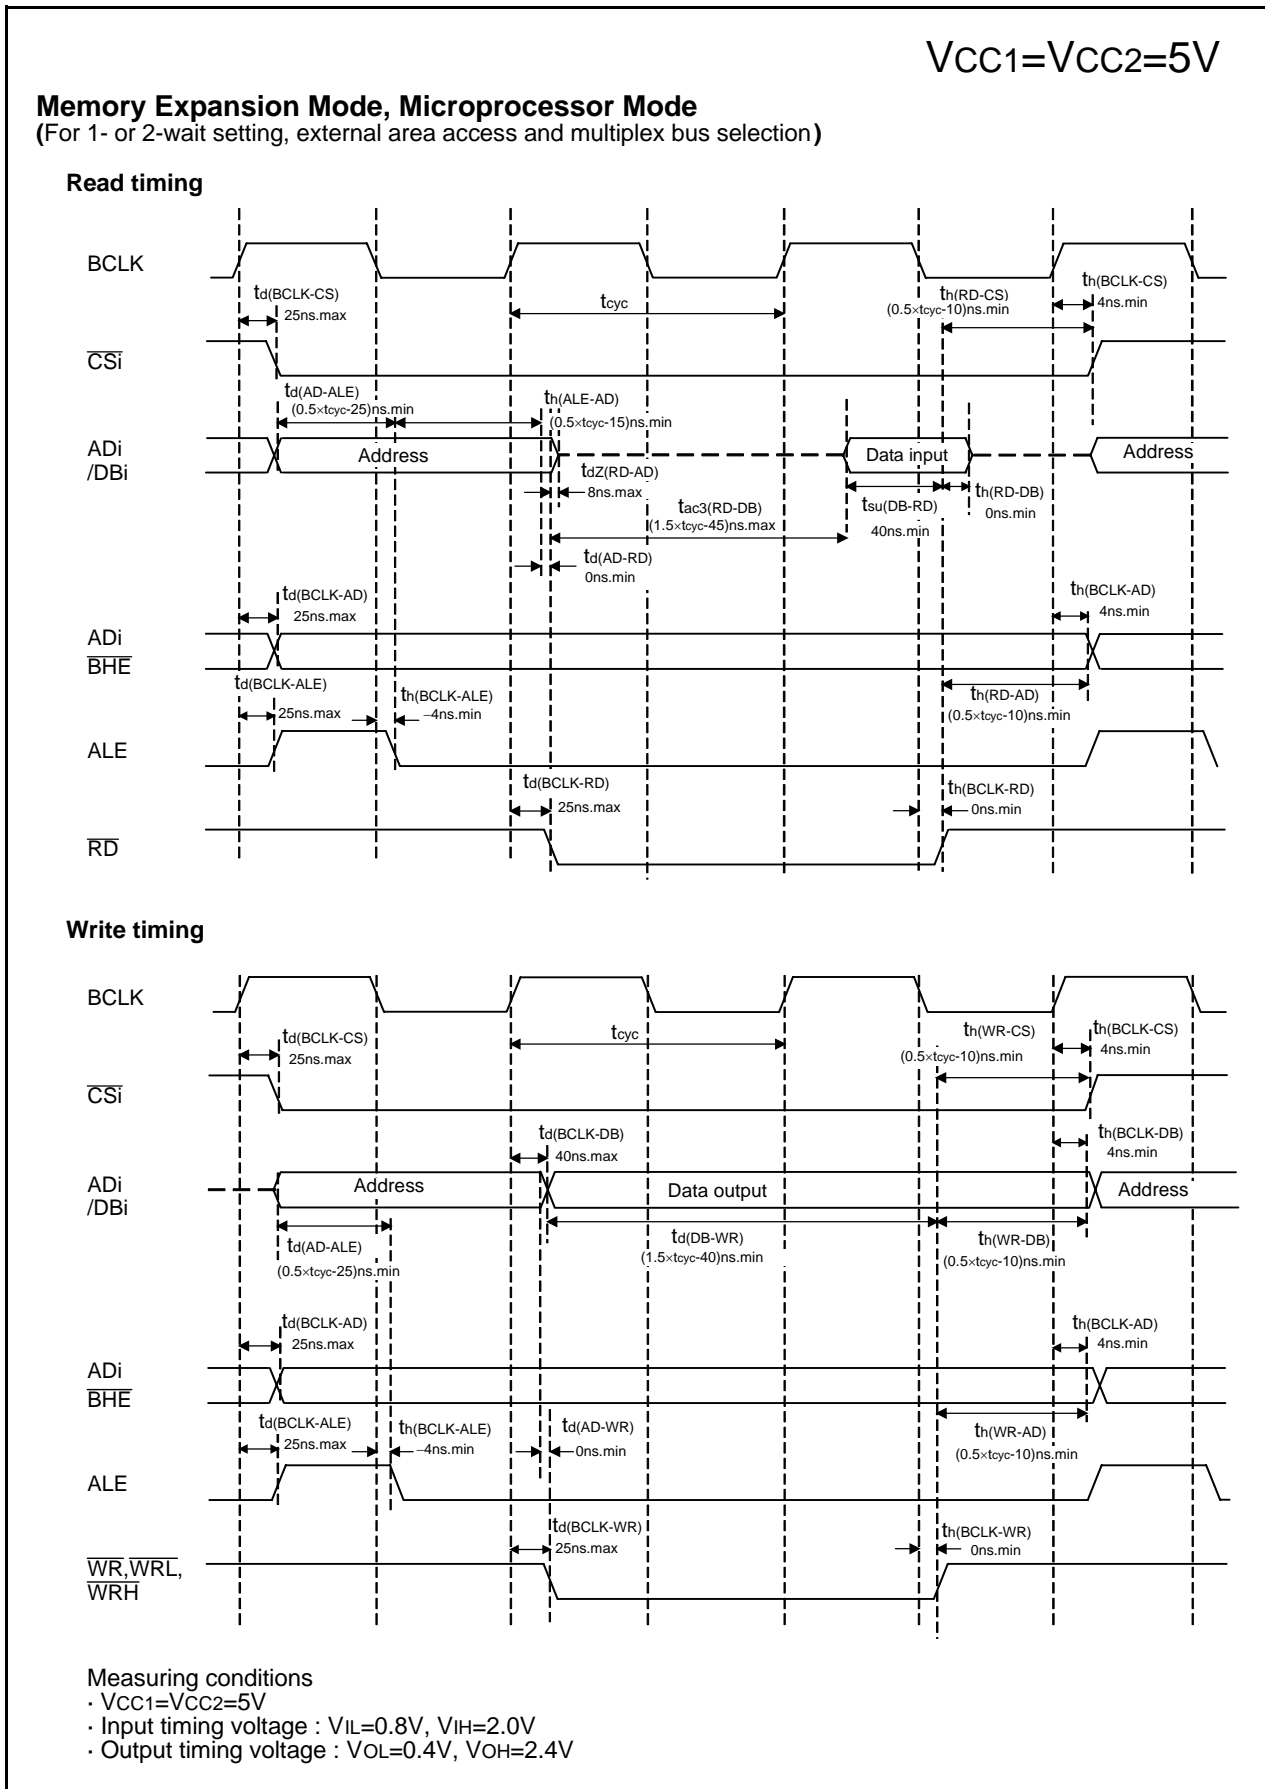 VCC1=VCC2=5V
Memory Expansion Mode, Microprocessor Mode
(For 1- or 2-wait setting, external area access and multiplex bus selection)
Read timing
BCLK
td(BCLK-CS)
25ns.max
tcyc
th(RD-CS)
(0.5×tcyc-10)ns.min
th(BCLK-CS)
4ns.min
CSi
td(AD-ALE)
(0.5×tcyc-25)ns.min
th(ALE-AD)
(0.5×tcyc-15)ns.min
ADi
/DBi
Address
Data input
Address
tdZ(RD-AD)
8ns.max
tac3(RD-DB)
(1.5×tcyc-45)ns.max
tsu(DB-RD)
40ns.min
th(RD-DB)
0ns.min
td(AD-RD)
0ns.min
td(BCLK-AD)
25ns.max
th(BCLK-AD)
4ns.min
ADi
BHE
td(BCLK-ALE)
25ns.max
th(BCLK-ALE)
−4ns.min
th(RD-AD)
(0.5×tcyc-10)ns.min
ALE
td(BCLK-RD)
25ns.max
th(BCLK-RD)
0ns.min
RD
Write timing
BCLK
td(BCLK-CS)
25ns.max
tcyc
th(WR-CS)
(0.5×tcyc-10)ns.min
th(BCLK-CS)
4ns.min
CSi
td(BCLK-DB)
40ns.max
th(BCLK-DB)
4ns.min
ADi
/DBi
Address
Data output
Address
td(AD-ALE)
(0.5×tcyc-25)ns.min
td(DB-WR)
(1.5×tcyc-40)ns.min
th(WR-DB)
(0.5×tcyc-10)ns.min
td(BCLK-AD)
25ns.max
th(BCLK-AD)
4ns.min
ADi
BHE
td(BCLK-ALE)
25ns.max
th(BCLK-ALE)
−4ns.min
td(AD-WR)
0ns.min
th(WR-AD)
(0.5×tcyc-10)ns.min
ALE
td(BCLK-WR)
25ns.max
th(BCLK-WR)
0ns.min
WR,WRL,
WRH
Measuring conditions
· VCC1=VCC2=5V
· Input timing voltage : VIL=0.8V, VIH=2.0V
· Output timing voltage : VOL=0.4V, VOH=2.4V